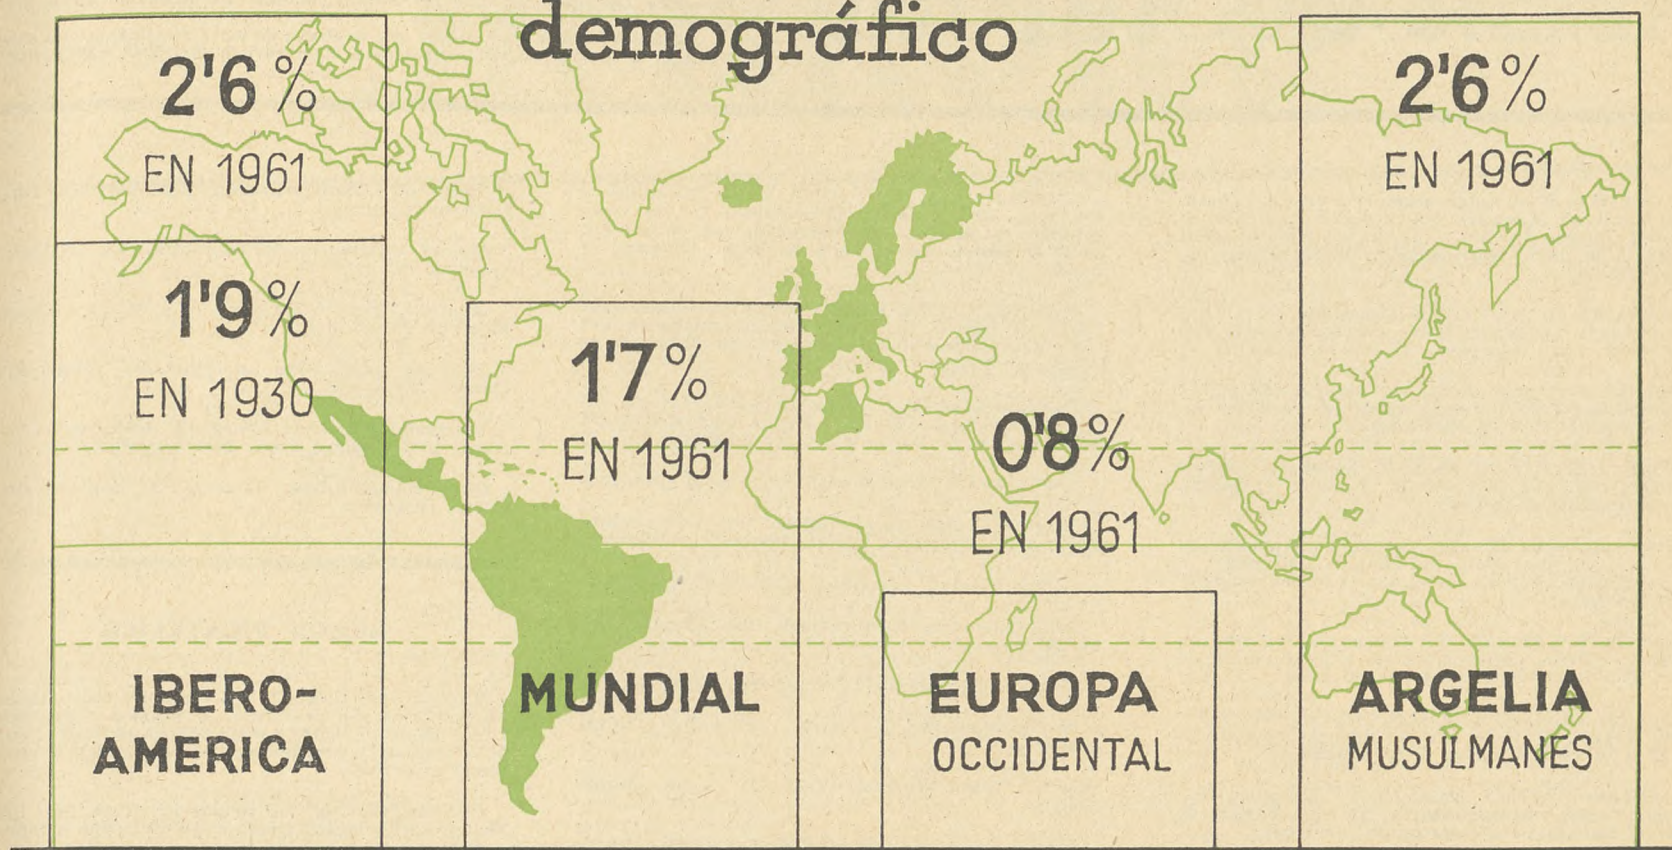 demográfico
2'6%
EN 1961
1'9%
EN 1930
IBERO-
AMERICA
1'7%
EN 1961
MUNDIAL
0'8%
EN 1961
EUROPA
OCCIDENTAL
2'6%
EN 1961
ARGELIA
MUSULMANES